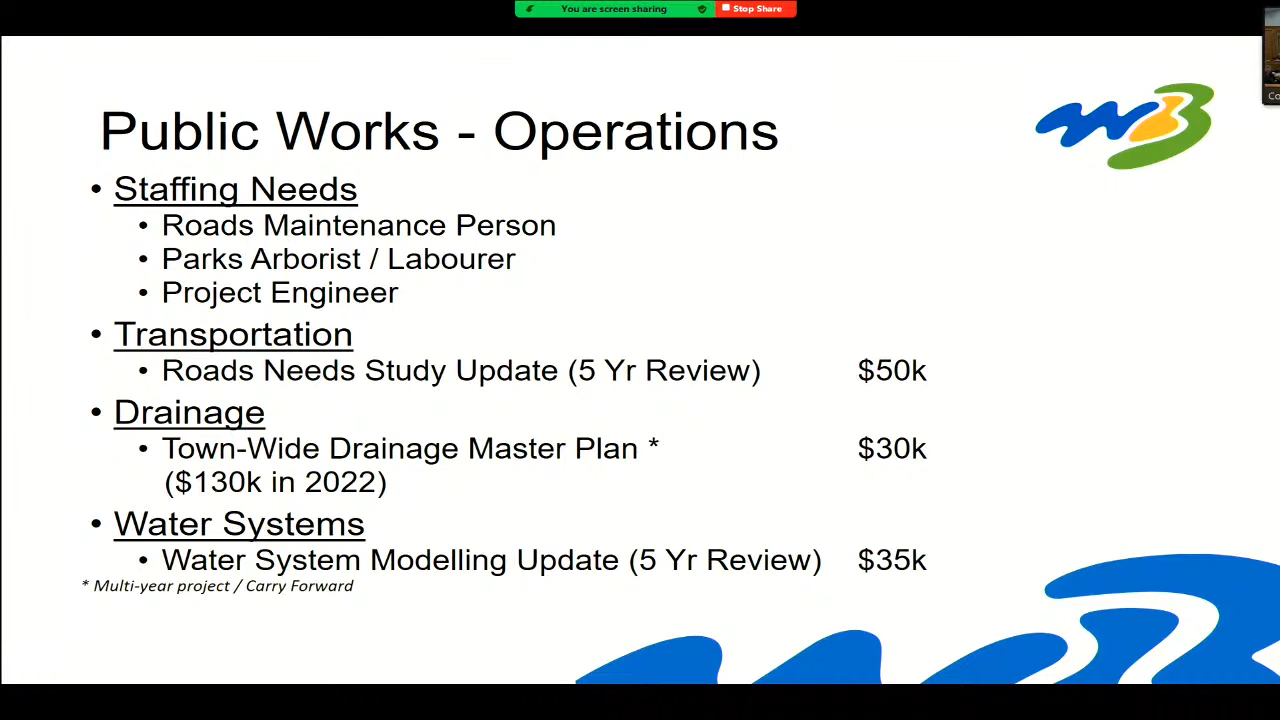 You are screen sharing
Stop Share
Co
Public Works - Operations
• Staffing Needs
• Roads Maintenance Person
• Parks Arborist / Labourer
• Project Engineer
• Transportation
• Roads Needs Study Update (5 Yr Review) $50k
• Drainage
• Town-Wide Drainage Master Plan * $30k
($130k in 2022)
• Water Systems
• Water System Modelling Update (5 Yr Review) $35k
* Multi-year project / Carry Forward